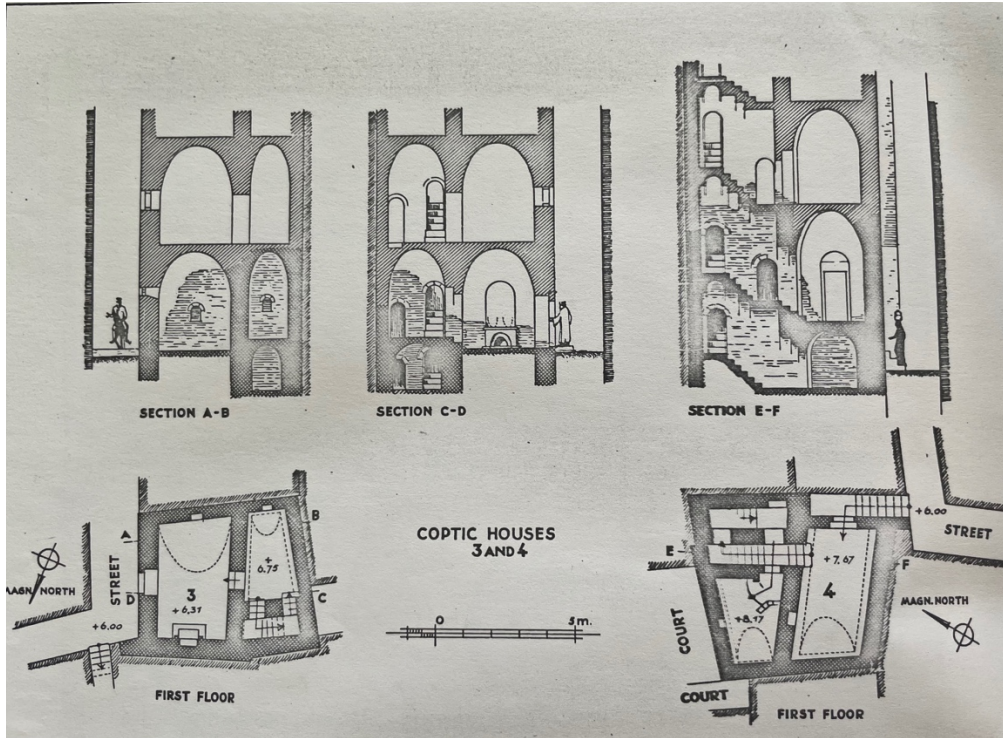 SECTION A-B
SECTION C-D
SECTION E-F
COPTIC HOUSES
3 AND 4
A
B
STREET
D
C
3
+6,31
+
6.75
MAGN. NORTH
+6.00
FIRST FLOOR
0
5m.
E
F
+6.00
STREET
+7,67
4
+8.17
MAGN. NORTH
COURT
COURT
FIRST FLOOR